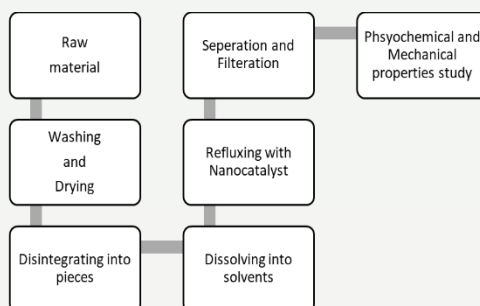 Raw
material
Washing
and
Drying
Disintegrating into
pieces
Dissolving into
solvents
Refluxing with
Nanocatalyst
Seperation and
Filteration
Phsyochemical and
Mechanical
properties study